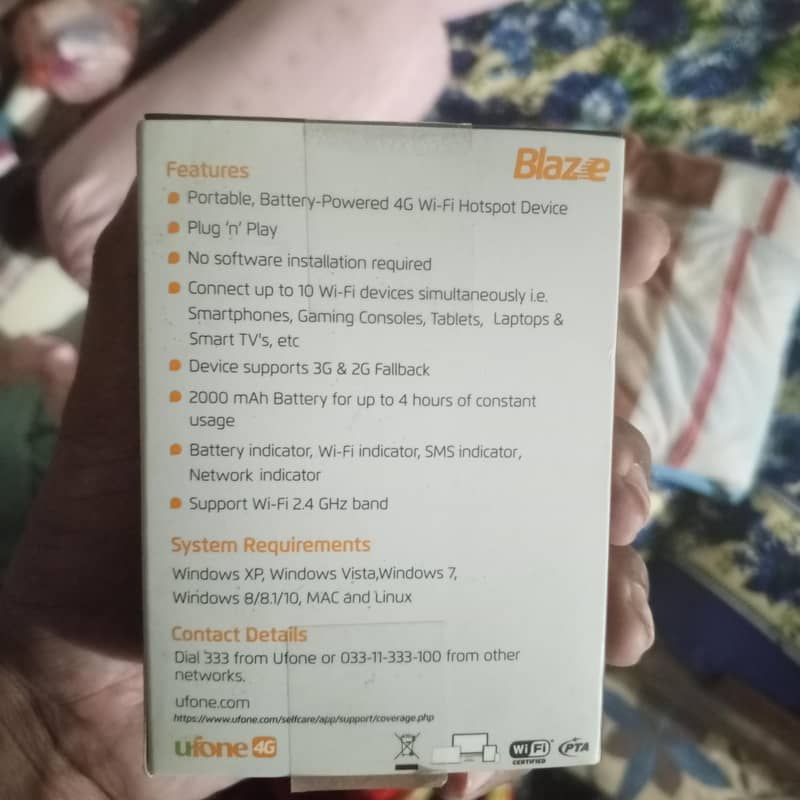 Blaze
Features
Portable, Battery-Powered 4G Wi-Fi Hotspot Device
Plug 'n' Play
No software installation required
Connect up to 10 Wi-Fi devices simultaneously i.e.
Smartphones, Gaming Consoles, Tablets, Laptops &
Smart TV's, etc
Device supports 3G & 2G Fallback
2000 mAh Battery for up to 4 hours of constant
usage
Battery indicator, Wi-Fi indicator, SMS indicator,
Network indicator
Support Wi-Fi 2.4 GHz band
System Requirements
Windows XP, Windows Vista,Windows 7,
Windows 8/8.1/10, MAC and Linux
Contact Details
Dial 333 from Ufone or 033-11-333-100 from other
networks.
ufone.com
https://www.ufone.com/selfcare/app/support/coverage.php
ufone 4G
Wi Fi
CERTIFIED
PTA